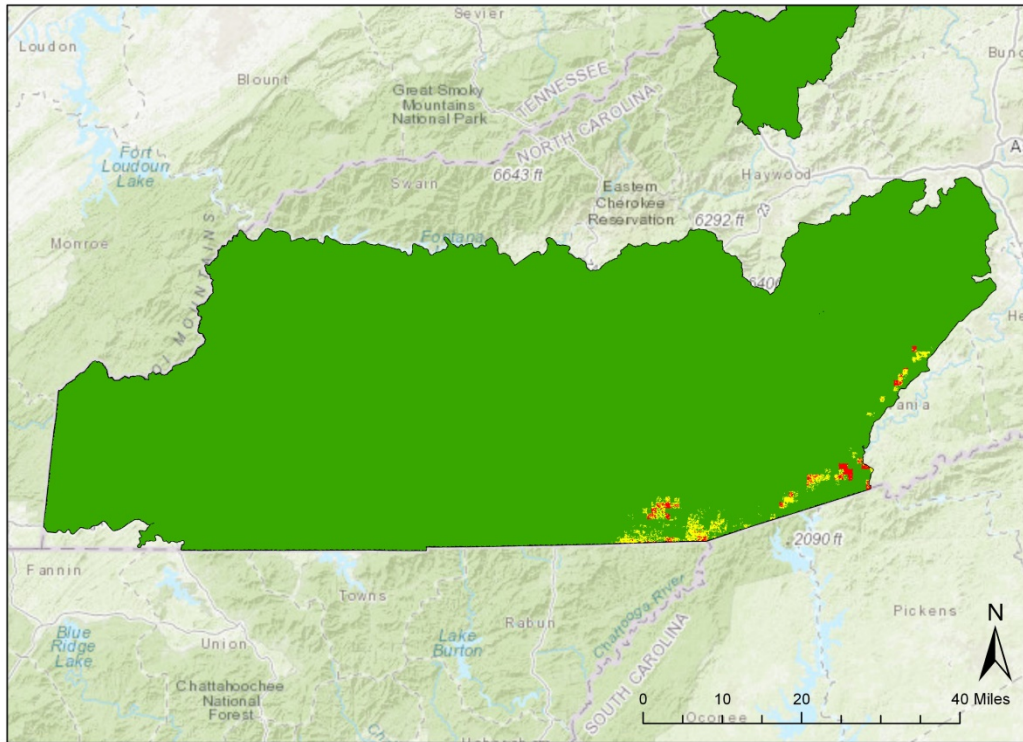 Sevier
Loudon
Blount
Great Smoky
Mountains
National Park
TENNESSEE
NORTH CAROLINA
Fort
Loudoun
Lake
6643 ft
Swain
Haywood
Eastern
Cherokee
Reservation
6292 ft
23
Monroe
Fannin
2090 ft
Towns
Chattooga River
Pickens
N
Rabun
Blue
Ridge
Lake
Union
Lake
Burton
SOUTH CAROLINA
Chattahoochee
National
Forest
0 10 20 40 Miles
Oconee